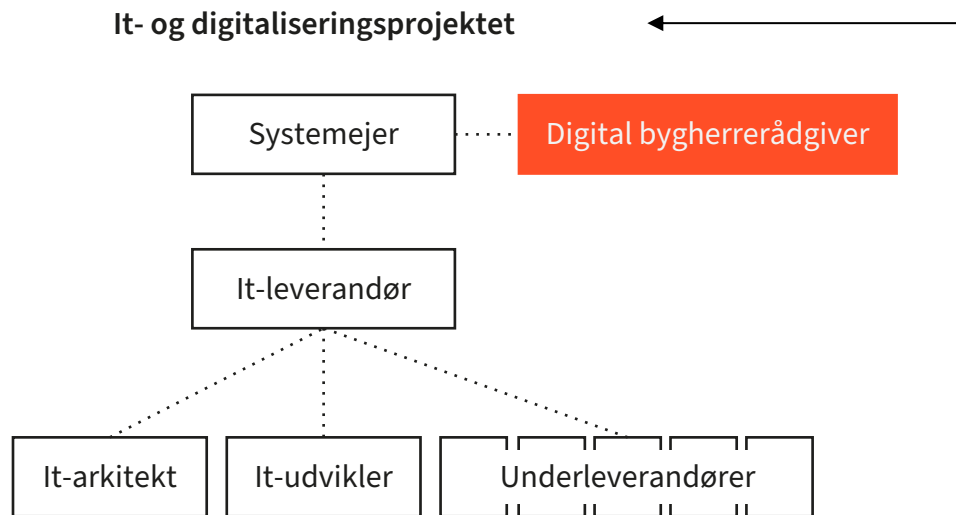 It- og digitaliseringsprojektet
Systemejer
Digital bygherrerådgiver
It-leverandør
It-arkitekt
It-udvikler
Underleverandører